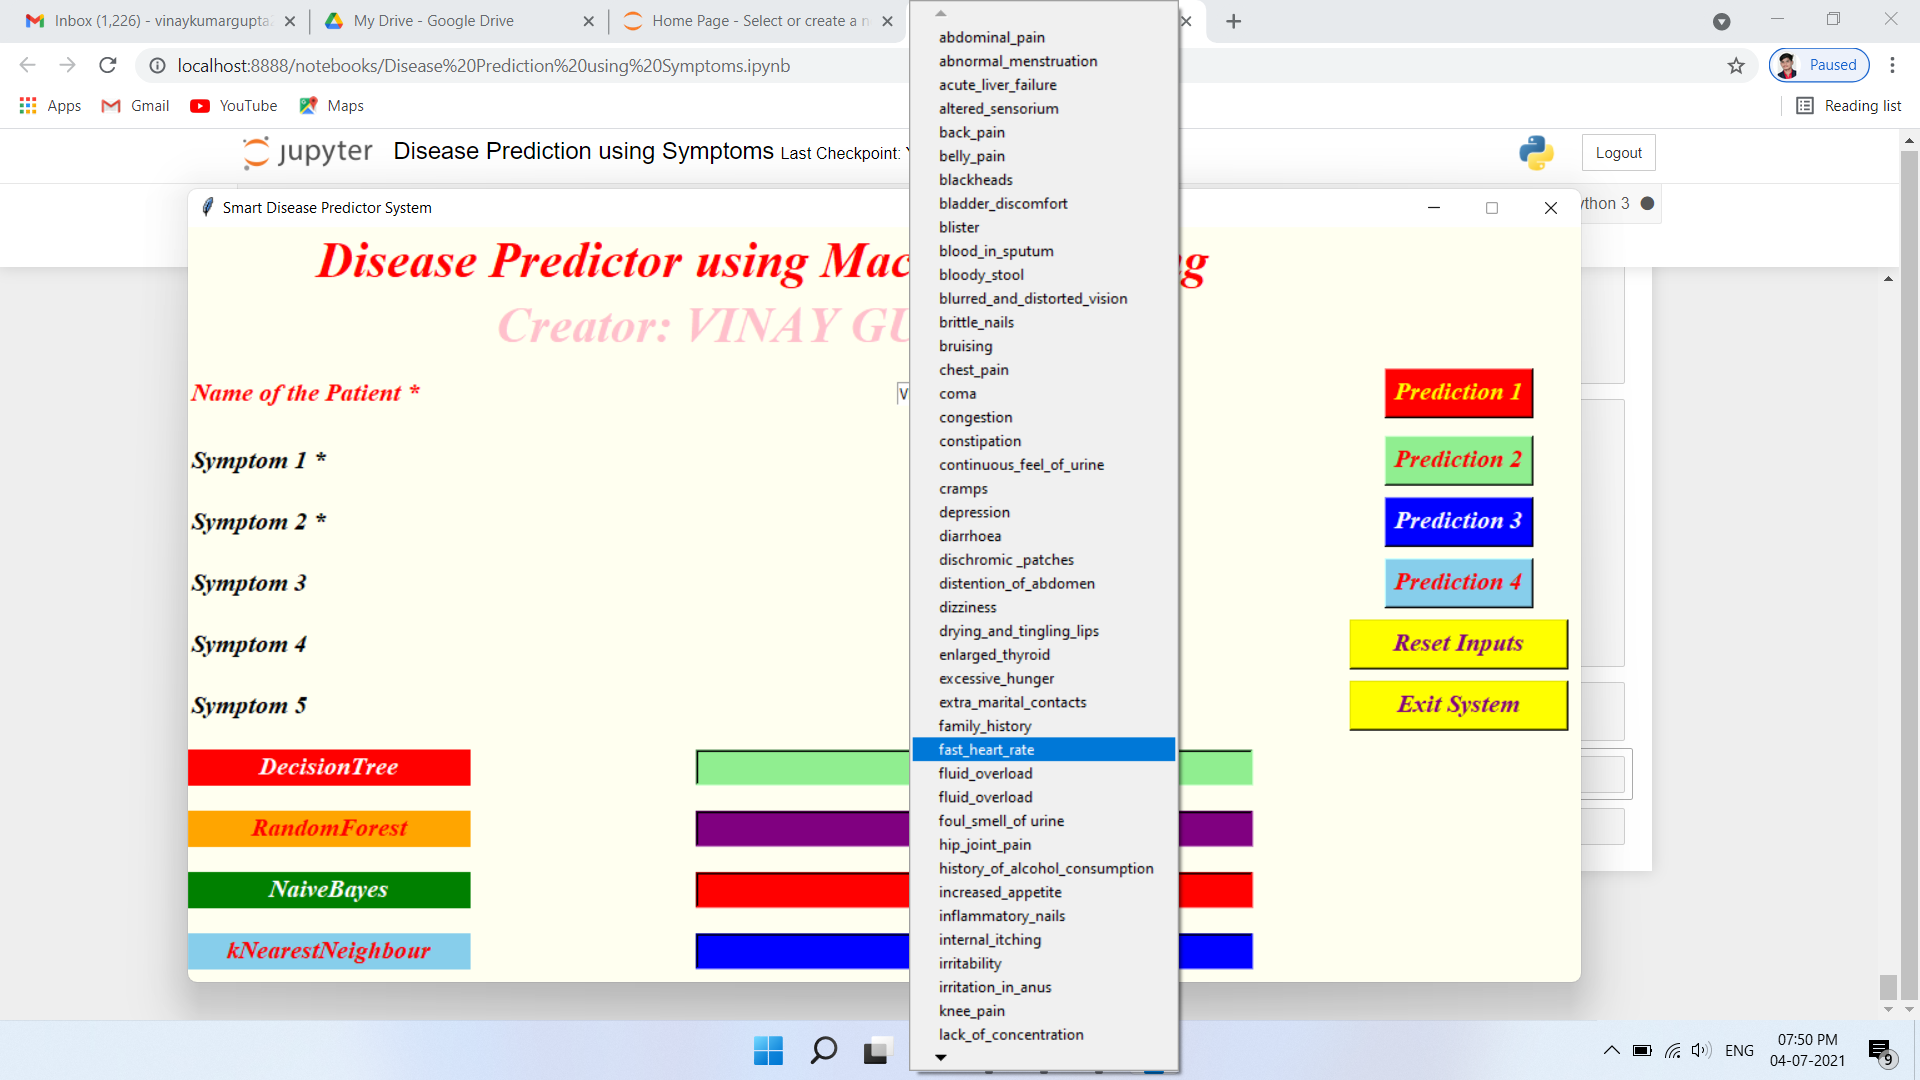 Inbox (1,226) - vinaykumargupta
My Drive - Google Drive
Home Page - Select or create a n
localhost:8888/notebooks/Disease%20Prediction%20using%20Symptoms.ipynb
Paused
Apps
Gmail
YouTube
Maps
Reading list
jupyter
Disease Prediction using Symptoms Last Checkpoint:
Logout
ython 3
Smart Disease Predictor System
Disease Predictor using Mac
g
Creator: VINAY GU
Name of the Patient *
V
Symptom 1 *
Symptom 2 *
Symptom 3
Symptom 4
Symptom 5
DecisionTree
RandomForest
NaiveBayes
kNearestNeighbour
abdominal_pain
abnormal_menstruation
acute_liver_failure
altered_sensorium
back_pain
belly_pain
blackheads
bladder_discomfort
blister
blood_in_sputum
bloody_stool
blurred_and_distorted_vision
brittle_nails
bruising
chest_pain
coma
congestion
constipation
continuous_feel_of_urine
cramps
depression
diarrhoea
dischromic _patches
distention_of_abdomen
dizziness
drying_and_tingling_lips
enlarged_thyroid
excessive_hunger
extra_marital_contacts
family_history
fast_heart_rate
fluid_overload
fluid_overload
foul_smell_of urine
hip_joint_pain
history_of_alcohol_consumption
increased_appetite
inflammatory_nails
internal_itching
irritability
irritation_in_anus
knee_pain
lack_of_concentration
Prediction 1
Prediction 2
Prediction 3
Prediction 4
Reset Inputs
Exit System
ENG
07:50 PM
04-07-2021
9